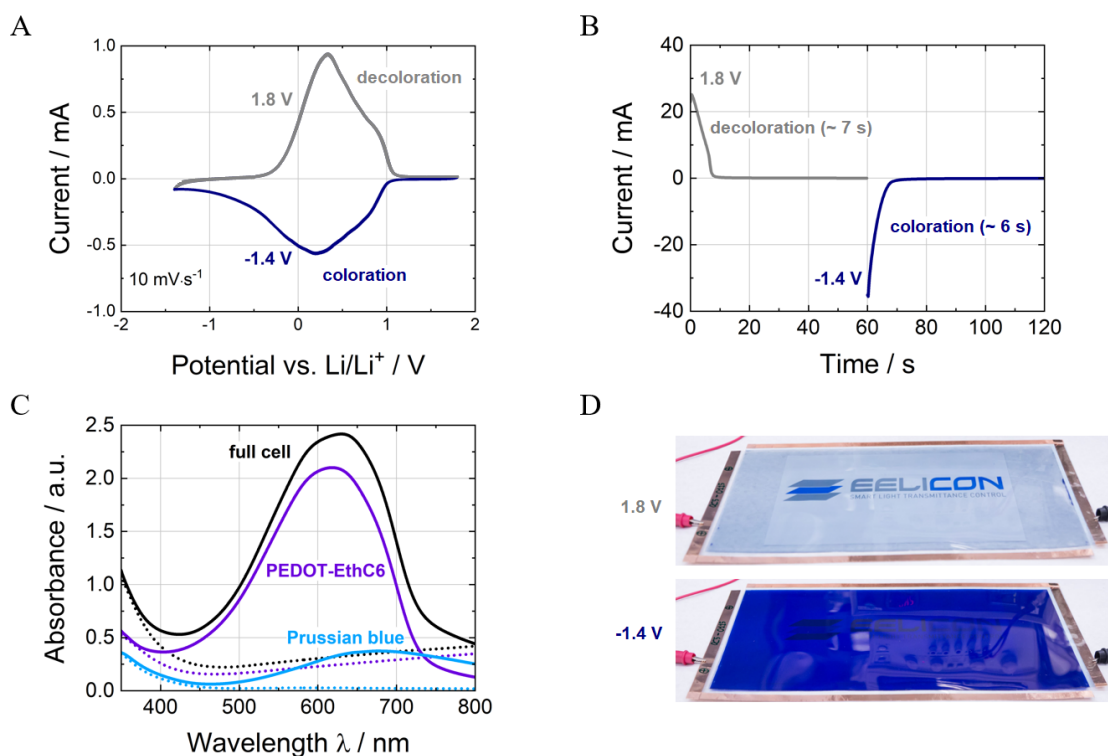 A
1.0
0.5
0.0
-0.5
1.0
Current / mA
decoloration
1.8 V
-1.4 V
coloration
10 mV·s⁻¹
-2
-1
0
1
2
Potential vs. Li/Li⁺ / V
B
40
20
0
-20
-40
Current / mA
1.8 V
decoloration (~ 7 s)
coloration (~ 6 s)
-1.4 V
0
20
40
60
80
100
120
Time / s
C
2.5
2.0
1.5
1.0
0.5
0.0
Absorbance / a.u.
full cell
PEDOT-EthC6
Prussian blue
400
500
600
700
800
Wavelength λ / nm
D
1.8 V
EELICON
SMART LIGHT TRANSMITTANCE CONTROL
-1.4 V